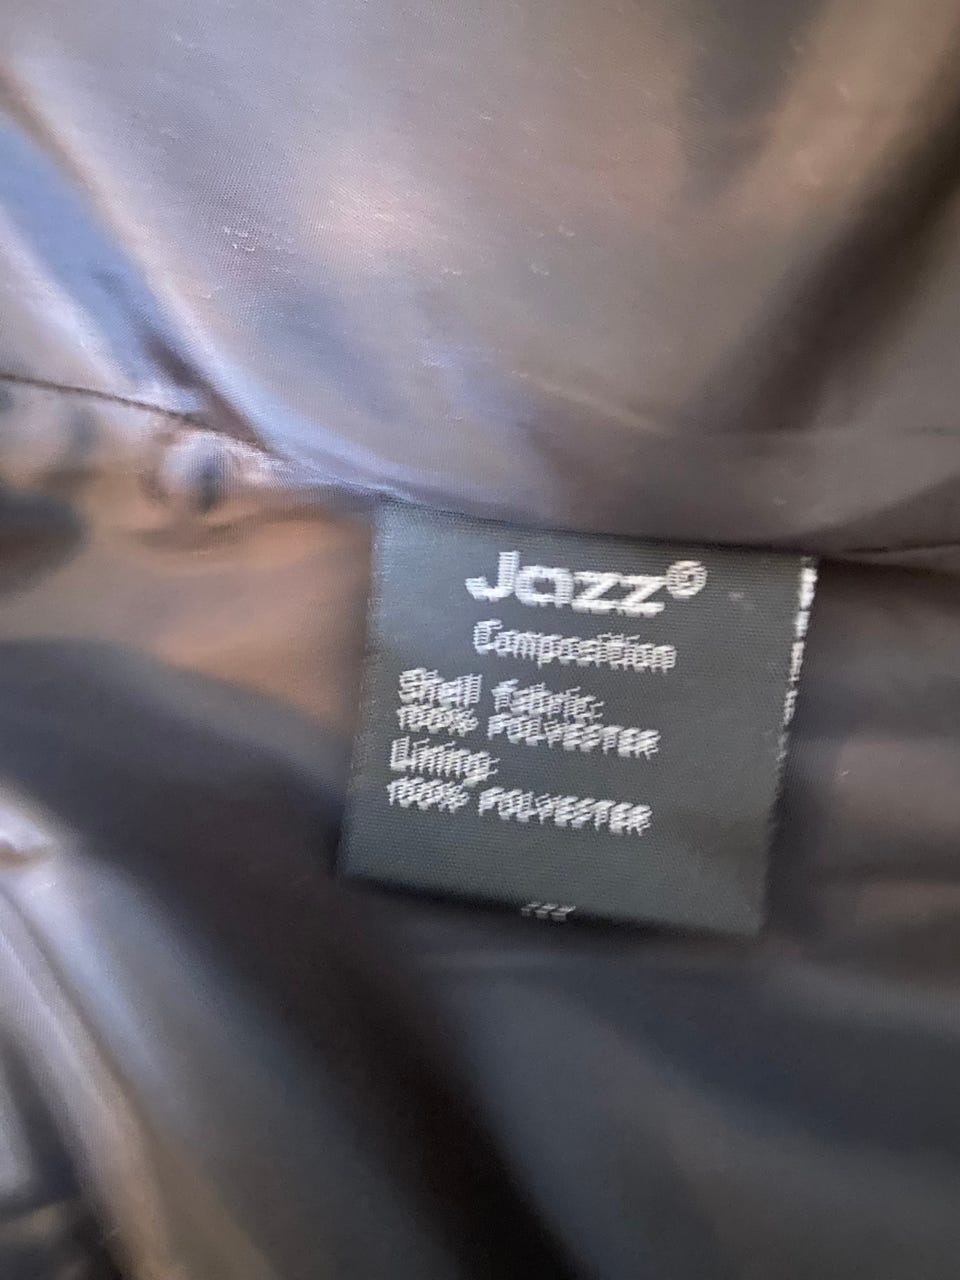 Jazz®
Composition
Shell fabric:
100% POLYESTER
Lining:
100% POLYESTER